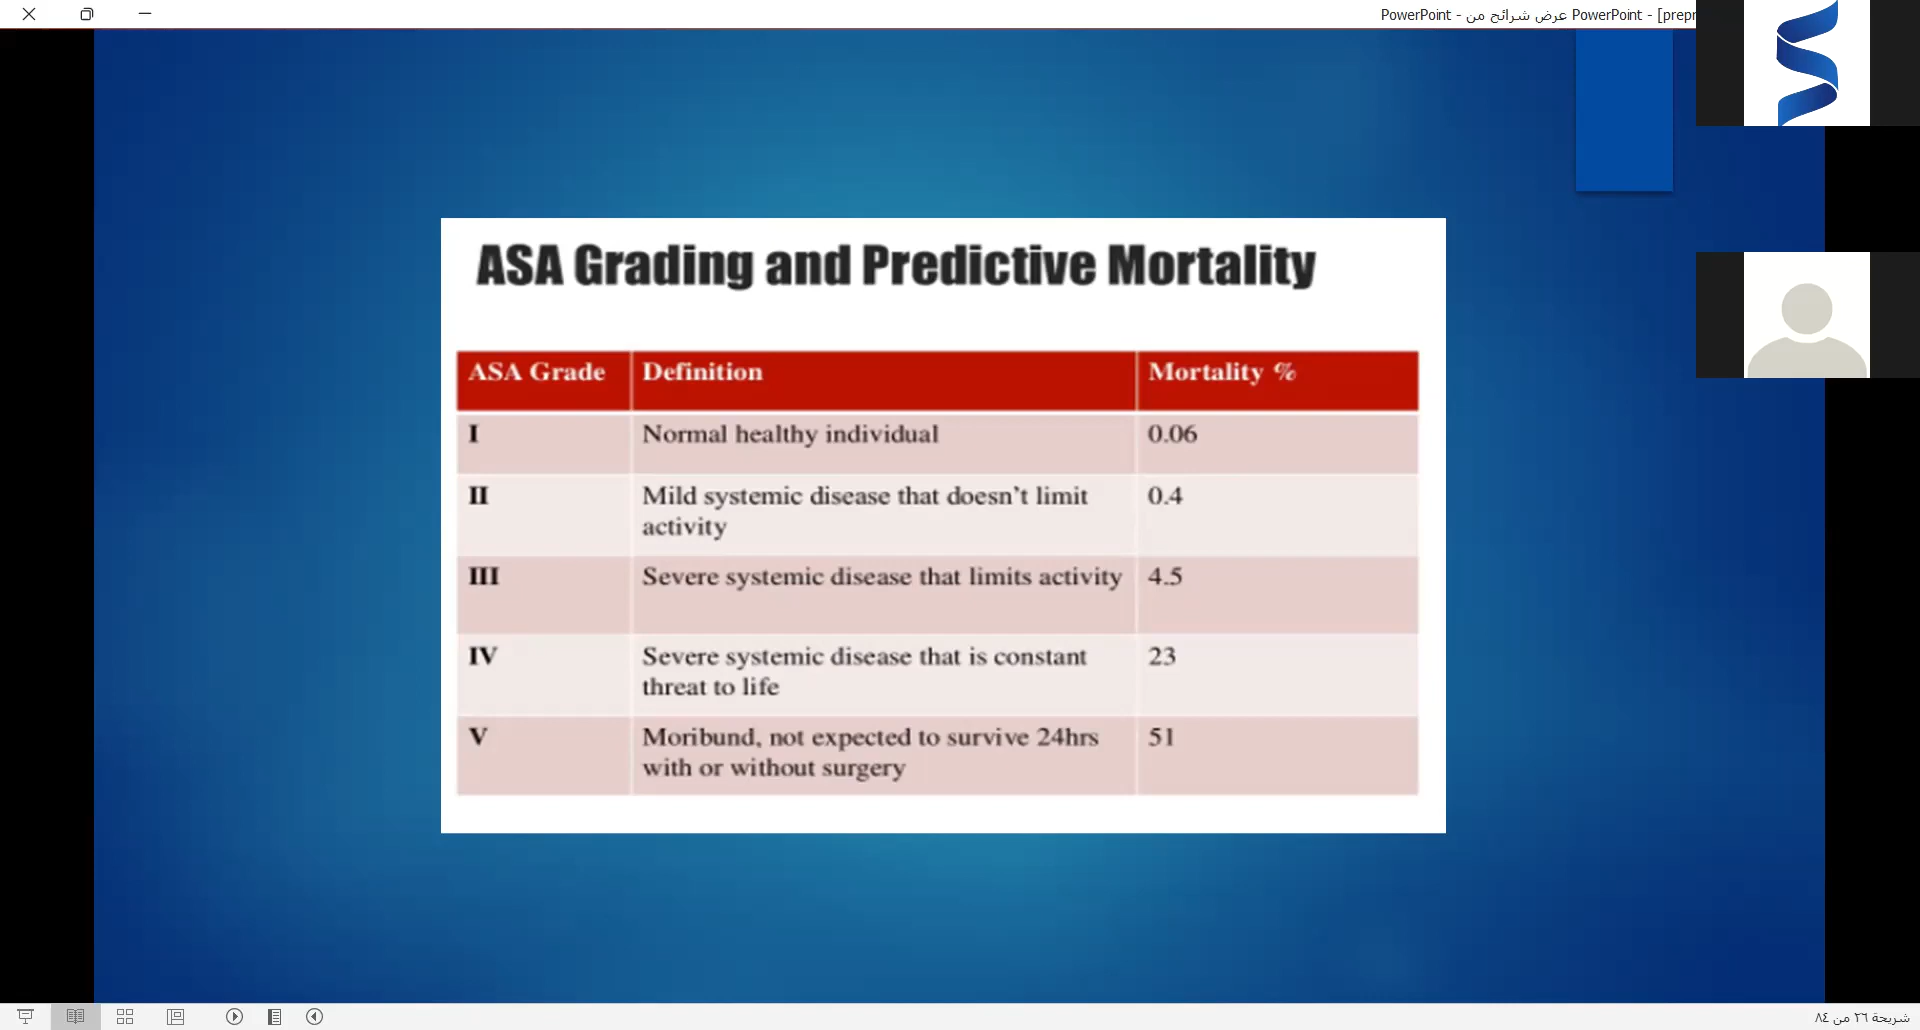 PowerPoint - عرض شرائح من PowerPoint - [prepr
ASA Grading and Predictive Mortality
ASA Grade Definition Mortality %
I Normal healthy individual 0.06
II Mild systemic disease that doesn't limit 0.4
activity
III Severe systemic disease that limits activity 4.5
IV Severe systemic disease that is constant 23
threat to life
V Moribund, not expected to survive 24hrs 51
with or without surgery
شريحة ٢٦ من ٨٤